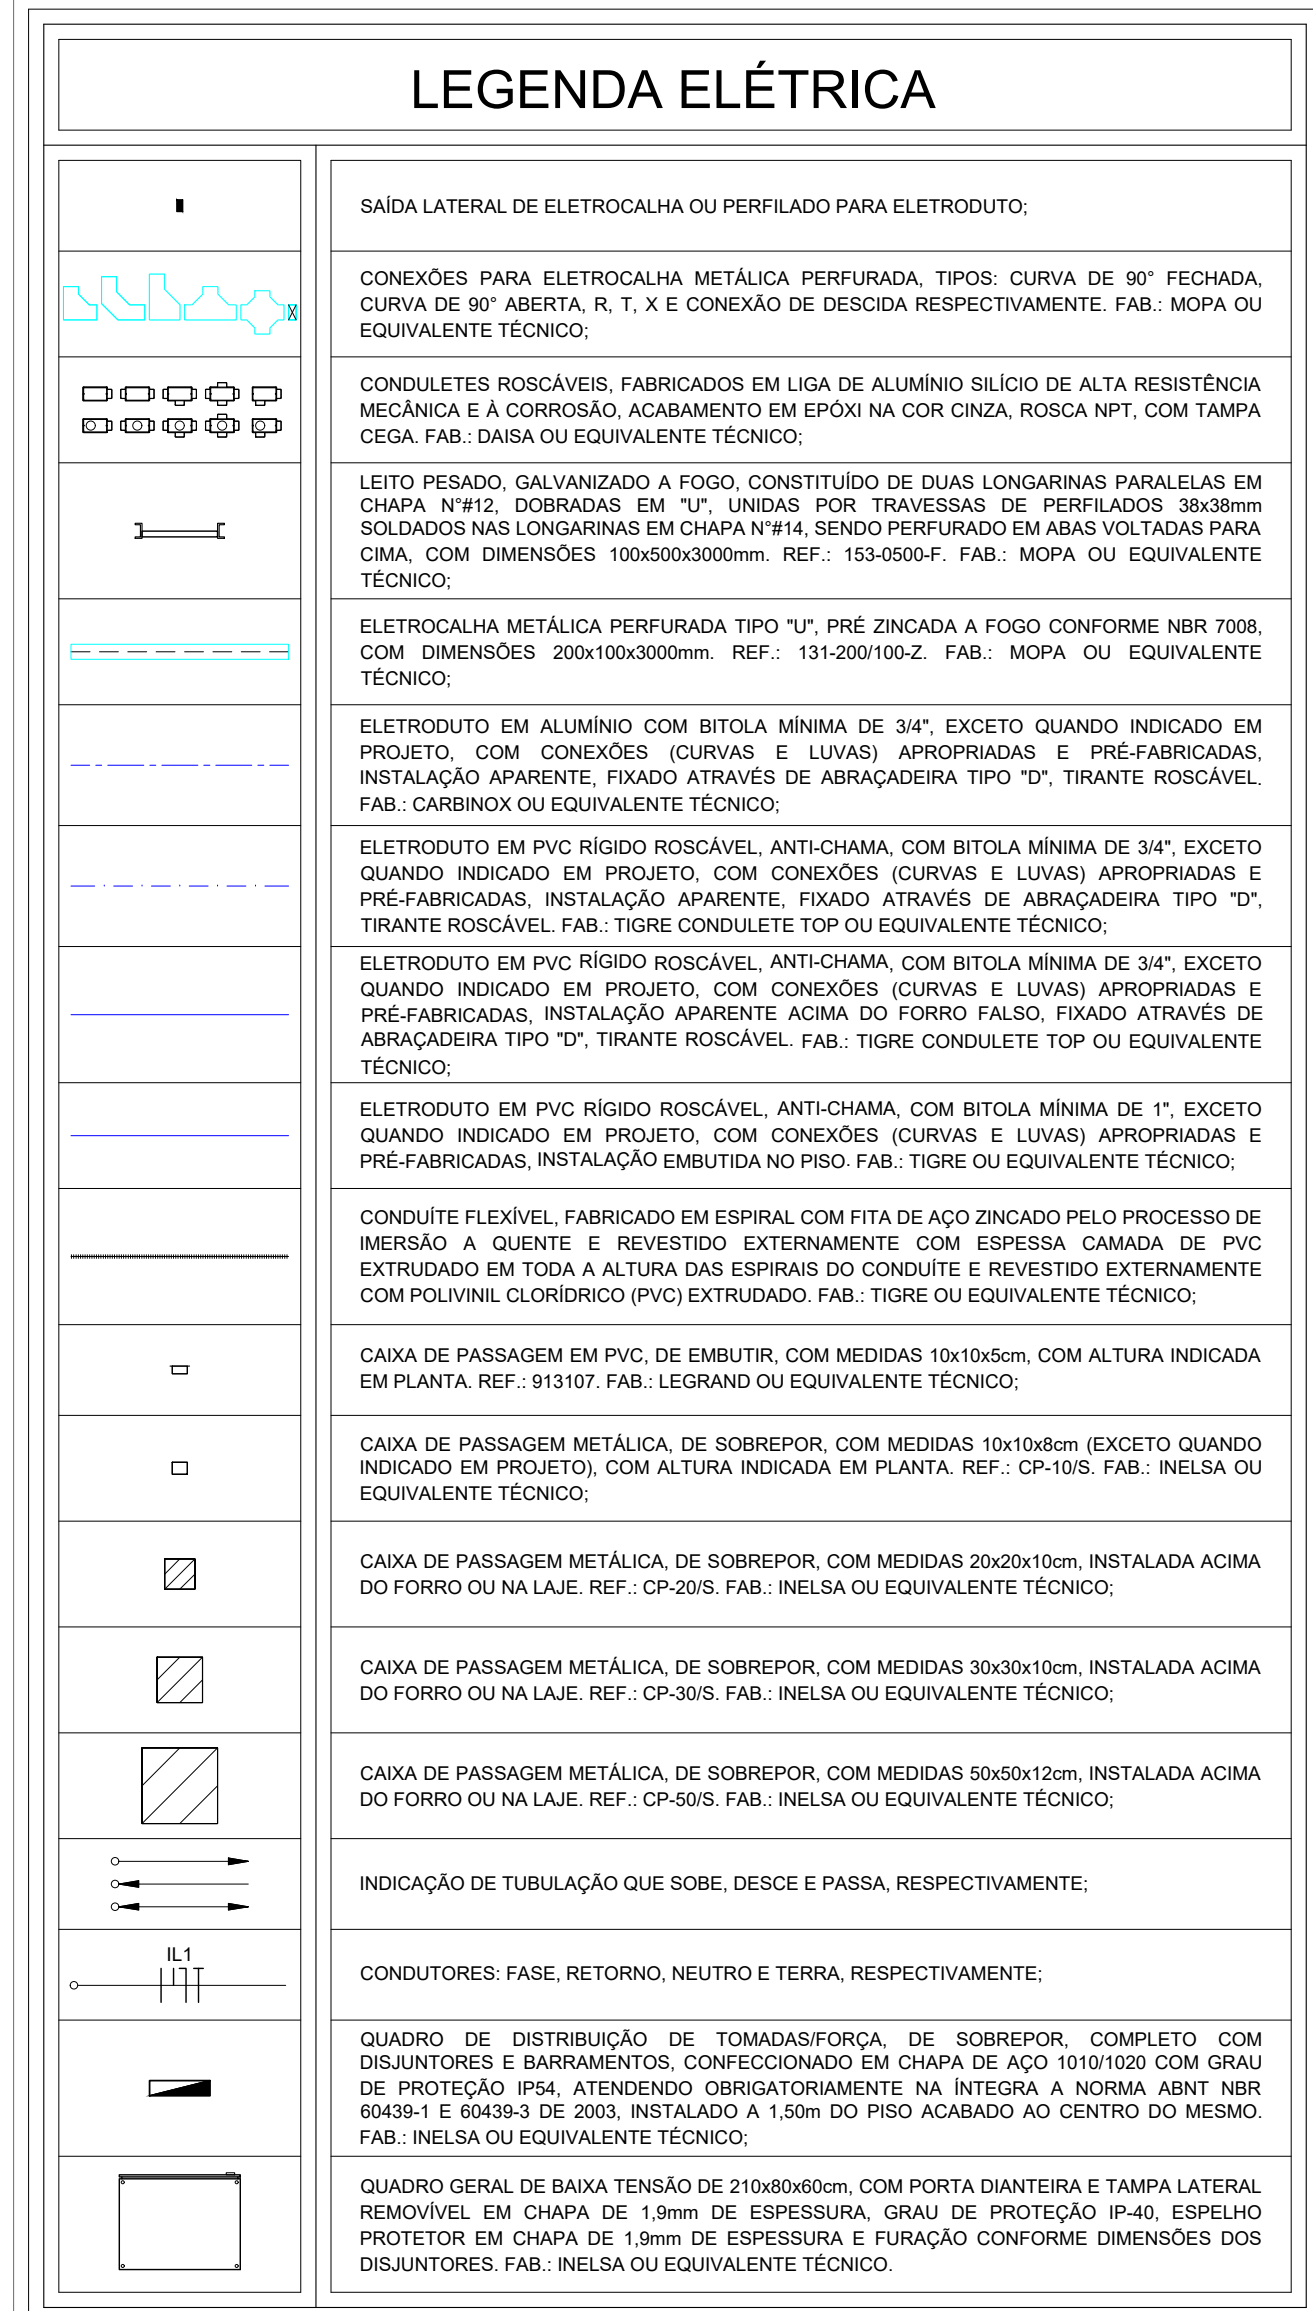 LEGENDA ELÉTRICA
SAÍDA LATERAL DE ELETROCALHA OU PERFILADO PARA ELETRODUTO;
CONEXÕES PARA ELETROCALHA METÁLICA PERFURADA, TIPOS: CURVA DE 90° FECHADA,
CURVA DE 90° ABERTA, R, T, X E CONEXÃO DE DESCIDA RESPECTIVAMENTE. FAB.: MOPA OU
EQUIVALENTE TÉCNICO;
CONDULETES ROSCÁVEIS, FABRICADOS EM LIGA DE ALUMÍNIO SILÍCIO DE ALTA RESISTÊNCIA
MECÂNICA E À CORROSÃO, ACABAMENTO EM EPÓXI NA COR CINZA, ROSCA NPT, COM TAMPA
CEGA. FAB.: DAISA OU EQUIVALENTE TÉCNICO;
LEITO PESADO, GALVANIZADO A FOGO, CONSTITUÍDO DE DUAS LONGARINAS PARALELAS EM
CHAPA N°#12, DOBRADAS EM "U", UNIDAS POR TRAVESSAS DE PERFILADOS 38x38mm
SOLDADOS NAS LONGARINAS EM CHAPA N°#14, SENDO PERFURADO EM ABAS VOLTADAS PARA
CIMA, COM DIMENSÕES 100x500x3000mm. REF.: 153-0500-F. FAB.: MOPA OU EQUIVALENTE
TÉCNICO;
ELETROCALHA METÁLICA PERFURADA TIPO "U", PRÉ ZINCADA A FOGO CONFORME NBR 7008,
COM DIMENSÕES 200x100x3000mm. REF.: 131-200/100-Z. FAB.: MOPA OU EQUIVALENTE
TÉCNICO;
ELETRODUTO EM ALUMÍNIO COM BITOLA MÍNIMA DE 3/4", EXCETO QUANDO INDICADO EM
PROJETO, COM CONEXÕES (CURVAS E LUVAS) APROPRIADAS E PRÉ-FABRICADAS,
INSTALAÇÃO APARENTE, FIXADO ATRAVÉS DE ABRAÇADEIRA TIPO "D", TIRANTE ROSCÁVEL.
FAB.: CARBINOX OU EQUIVALENTE TÉCNICO;
ELETRODUTO EM PVC RÍGIDO ROSCÁVEL, ANTI-CHAMA, COM BITOLA MÍNIMA DE 3/4", EXCETO
QUANDO INDICADO EM PROJETO, COM CONEXÕES (CURVAS E LUVAS) APROPRIADAS E
PRÉ-FABRICADAS, INSTALAÇÃO APARENTE, FIXADO ATRAVÉS DE ABRAÇADEIRA TIPO "D",
TIRANTE ROSCÁVEL. FAB.: TIGRE CONDULETE TOP OU EQUIVALENTE TÉCNICO;
ELETRODUTO EM PVC RÍGIDO ROSCÁVEL, ANTI-CHAMA, COM BITOLA MÍNIMA DE 3/4", EXCETO
QUANDO INDICADO EM PROJETO, COM CONEXÕES (CURVAS E LUVAS) APROPRIADAS E
PRÉ-FABRICADAS, INSTALAÇÃO APARENTE ACIMA DO FORRO FALSO, FIXADO ATRAVÉS DE
ABRAÇADEIRA TIPO "D", TIRANTE ROSCÁVEL. FAB.: TIGRE CONDULETE TOP OU EQUIVALENTE
TÉCNICO;
ELETRODUTO EM PVC RÍGIDO ROSCÁVEL, ANTI-CHAMA, COM BITOLA MÍNIMA DE 1", EXCETO
QUANDO INDICADO EM PROJETO, COM CONEXÕES (CURVAS E LUVAS) APROPRIADAS E
PRÉ-FABRICADAS, INSTALAÇÃO EMBUTIDA NO PISO. FAB.: TIGRE OU EQUIVALENTE TÉCNICO;
CONDUÍTE FLEXÍVEL, FABRICADO EM ESPIRAL COM FITA DE AÇO ZINCADO PELO PROCESSO DE
IMERSÃO A QUENTE E REVESTIDO EXTERNAMENTE COM ESPESSA CAMADA DE PVC
EXTRUDADO EM TODA A ALTURA DAS ESPIRAIS DO CONDUÍTE E REVESTIDO EXTERNAMENTE
COM POLIVINIL CLORÍDRICO (PVC) EXTRUDADO. FAB.: TIGRE OU EQUIVALENTE TÉCNICO;
CAIXA DE PASSAGEM EM PVC, DE EMBUTIR, COM MEDIDAS 10x10x5cm, COM ALTURA INDICADA
EM PLANTA. REF.: 913107. FAB.: LEGRAND OU EQUIVALENTE TÉCNICO;
CAIXA DE PASSAGEM METÁLICA, DE SOBREPOR, COM MEDIDAS 10x10x8cm (EXCETO QUANDO
INDICADO EM PROJETO), COM ALTURA INDICADA EM PLANTA. REF.: CP-10/S. FAB.: INELSA OU
EQUIVALENTE TÉCNICO;
CAIXA DE PASSAGEM METÁLICA, DE SOBREPOR, COM MEDIDAS 20x20x10cm, INSTALADA ACIMA
DO FORRO OU NA LAJE. REF.: CP-20/S. FAB.: INELSA OU EQUIVALENTE TÉCNICO;
CAIXA DE PASSAGEM METÁLICA, DE SOBREPOR, COM MEDIDAS 30x30x10cm, INSTALADA ACIMA
DO FORRO OU NA LAJE. REF.: CP-30/S. FAB.: INELSA OU EQUIVALENTE TÉCNICO;
CAIXA DE PASSAGEM METÁLICA, DE SOBREPOR, COM MEDIDAS 50x50x12cm, INSTALADA ACIMA
DO FORRO OU NA LAJE. REF.: CP-50/S. FAB.: INELSA OU EQUIVALENTE TÉCNICO;
INDICAÇÃO DE TUBULAÇÃO QUE SOBE, DESCE E PASSA, RESPECTIVAMENTE;
IL1
CONDUTORES: FASE, RETORNO, NEUTRO E TERRA, RESPECTIVAMENTE;
QUADRO DE DISTRIBUIÇÃO DE TOMADAS/FORÇA, DE SOBREPOR, COMPLETO COM
DISJUNTORES E BARRAMENTOS, CONFECCIONADO EM CHAPA DE AÇO 1010/1020 COM GRAU
DE PROTEÇÃO IP54, ATENDENDO OBRIGATORIAMENTE NA ÍNTEGRA A NORMA ABNT NBR
60439-1 E 60439-3 DE 2003, INSTALADO A 1,50m DO PISO ACABADO AO CENTRO DO MESMO.
FAB.: INELSA OU EQUIVALENTE TÉCNICO;
QUADRO GERAL DE BAIXA TENSÃO DE 210x80x60cm, COM PORTA DIANTEIRA E TAMPA LATERAL
REMOVÍVEL EM CHAPA DE 1,9mm DE ESPESSURA, GRAU DE PROTEÇÃO IP-40, ESPELHO
PROTETOR EM CHAPA DE 1,9mm DE ESPESSURA E FURAÇÃO CONFORME DIMENSÕES DOS
DISJUNTORES. FAB.: INELSA OU EQUIVALENTE TÉCNICO.